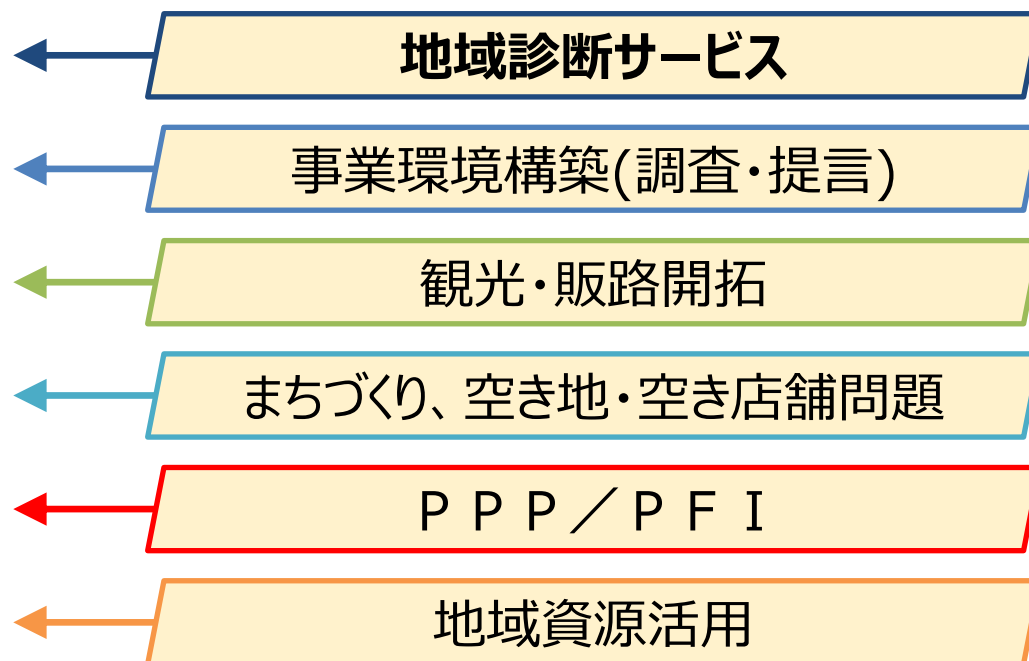 地域診断サービス
事業環境構築(調査・提言)
観光・販路開拓
まちづくり、空き地・空き店舗問題
ＰＰＰ／ＰＦＩ
地域資源活用